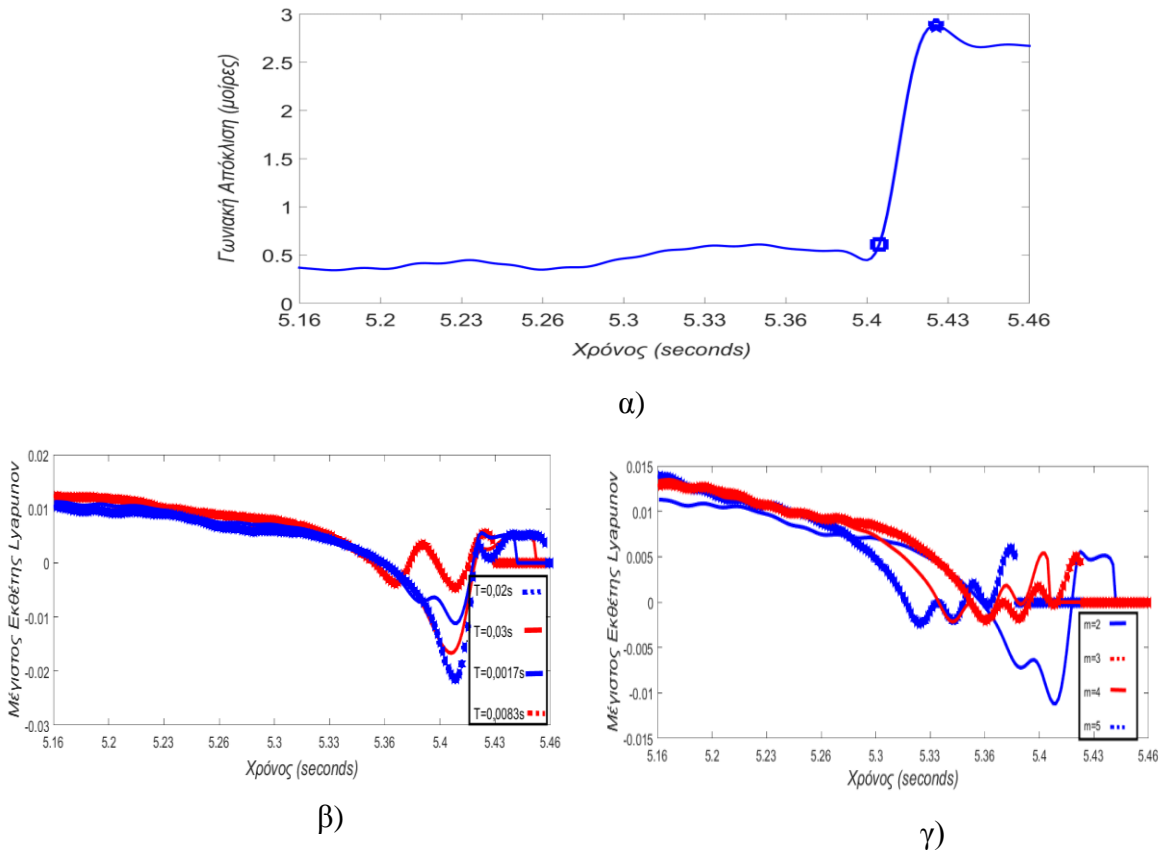 3
2.5
2
1.5
1
0.5
0
Γωνιακή Απόκλιση (μοίρες)
5.16 5.2 5.23 5.26 5.3 5.33 5.36 5.4 5.43 5.46
Χρόνος (seconds)
α)
0.02
0.01
0
-0.01
-0.02
-0.03
Μέγιστος Εκθέτης Lyapunov
T=0,02s
T=0,03s
T=0,0017s
T=0,0083s
5.16 5.2 5.23 5.26 5.3 5.33 5.36 5.4 5.43 5.46
Χρόνος (seconds)
β)
0.015
0.01
0.005
0
-0.005
-0.01
-0.015
Μέγιστος Εκθέτης Lyapunov
m=2
m=3
m=4
m=5
5.16 5.2 5.23 5.26 5.3 5.33 5.36 5.4 5.43 5.46
Χρόνος (seconds)
γ)